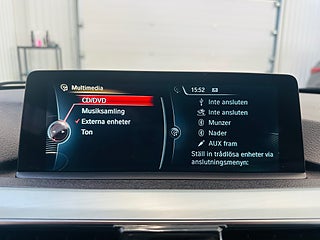 Multimedia
CD/DVD
Musiksamling
Externa enheter
Ton
15:52
Inte ansluten
Inte ansluten
Munzer
Nader
AUX fram
Ställ in trådlösa enheter via
anslutningsmenyn: